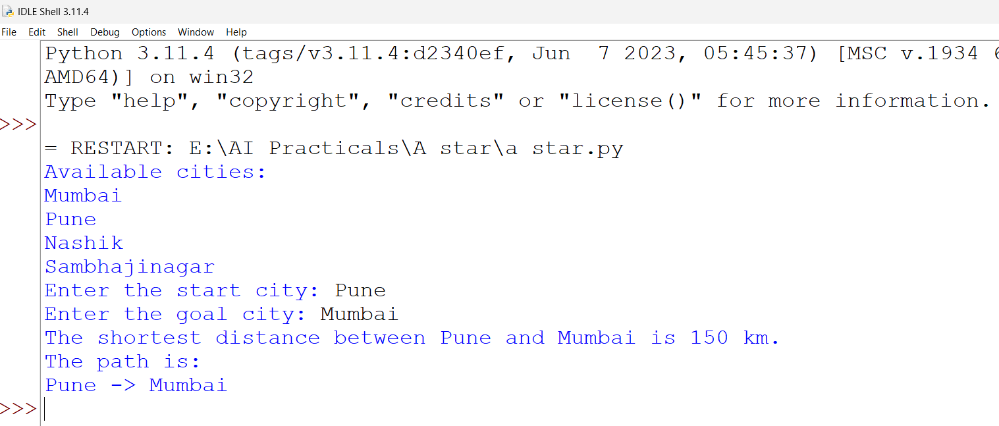 IDLE Shell 3.11.4
File Edit Shell Debug Options Window Help
Python 3.11.4 (tags/v3.11.4:d2340ef, Jun  7 2023, 05:45:37) [MSC v.1934
AMD64)] on win32
Type "help", "copyright", "credits" or "license()" for more information.
>>>
= RESTART: E:\AI Practicals\A star\a star.py
Available cities:
Mumbai
Pune
Nashik
Sambhajinagar
Enter the start city: Pune
Enter the goal city: Mumbai
The shortest distance between Pune and Mumbai is 150 km.
The path is:
Pune -> Mumbai
>>>